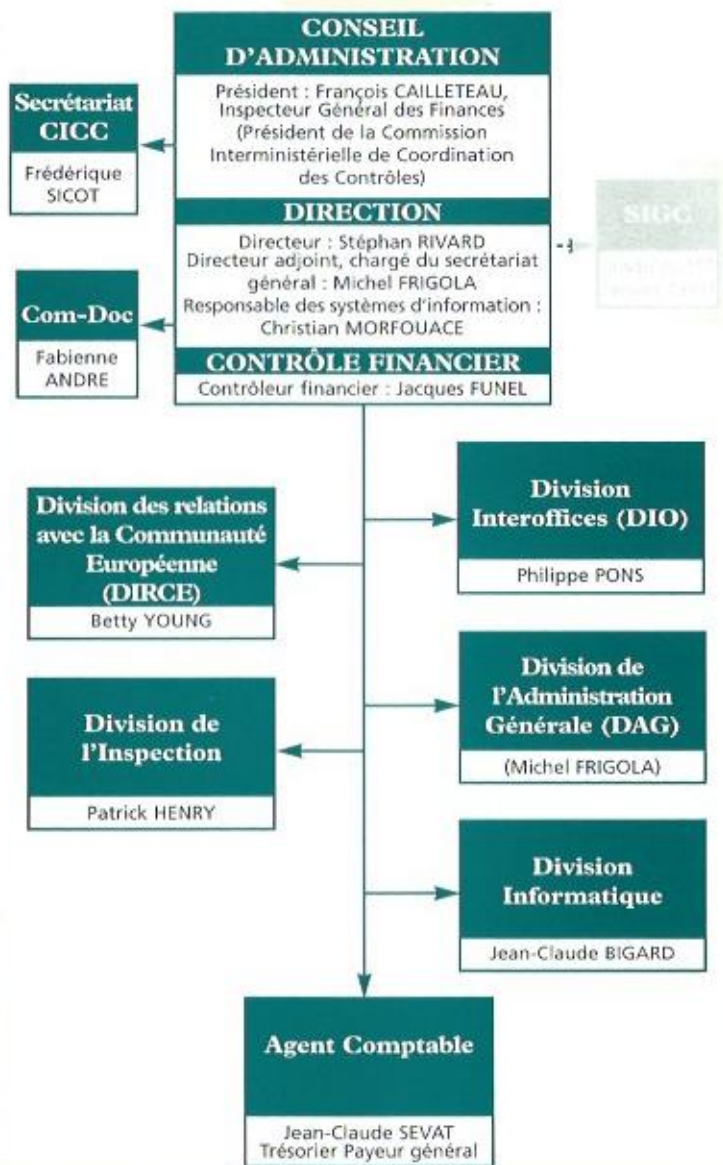 CONSEIL
D'ADMINISTRATION
Président : François CAILLETEAU,
Inspecteur Général des Finances
(Président de la Commission
Interministérielle de Coordination
des Contrôles)
Secrétariat
CICC
Frédérique
SICOT
DIRECTION
Directeur : Stéphan RIVARD
Directeur adjoint, chargé du secrétariat
général : Michel FRIGOLA
Responsable des systèmes d'information :
Christian MORFOUACE
SIGC
Com-Doc
Fabienne
ANDRE
CONTRÔLE FINANCIER
Contrôleur financier : Jacques FUNEL
Division des relations
avec la Communauté
Européenne
(DIRCE)
Betty YOUNG
Division
Interoffices (DIO)
Philippe PONS
Division de
l'Inspection
Patrick HENRY
Division de
l'Administration
Générale (DAG)
(Michel FRIGOLA)
Division
Informatique
Jean-Claude BIGARD
Agent Comptable
Jean-Claude SEVAT
Trésorier Payeur général